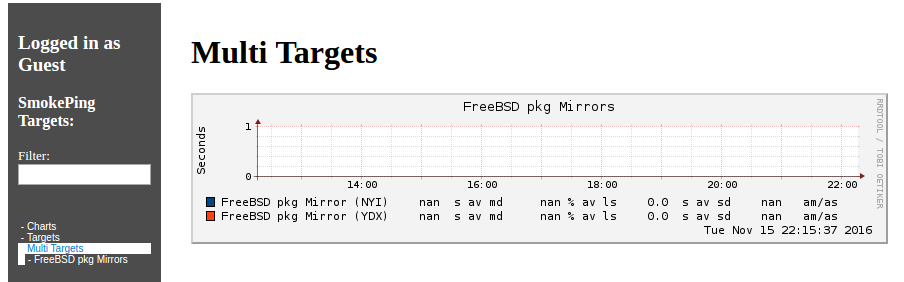 Logged in as
Guest
SmokePing
Targets:
Filter:
- Charts
- Targets
Multi Targets
- FreeBSD pkg Mirrors
Multi Targets
FreeBSD pkg Mirrors
RRDTOOL / TOBI OETIKER
Seconds
1
0
14:00 16:00 18:00 20:00 22:00
FreeBSD pkg Mirror (NYI) nan s av md nan % av ls 0.0 s av sd nan am/as
FreeBSD pkg Mirror (YDX) nan s av md nan % av ls 0.0 s av sd nan am/as
Tue Nov 15 22:15:37 2016